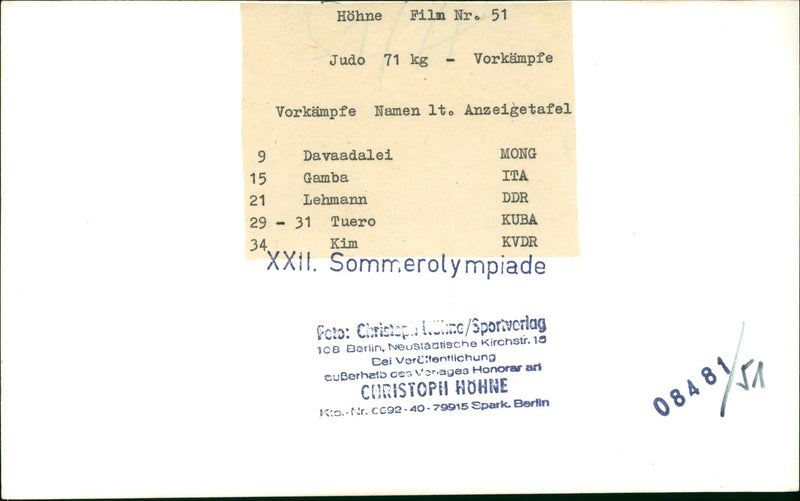 Höhne Film Nr. 51
Judo 71 kg - Vorkämpfe
Vorkämpfe Namen lt. Anzeigetafel
9 Davaadalei MONG
15 Gamba ITA
21 Lehmann DDR
29 - 31 Tuero KUBA
34 Kim KVDR
XXII. Sommerolympiade
Foto: Christoph Höhne/Sportverlag
108 Berlin, Neustädtische Kirchstr. 15
Bei Veröffentlichung
außerhalb des Verlages Honorar an
CHRISTOPH HÖHNE
Kto.-Nr. 6692-40-79915 Spark. Berlin
08481/51